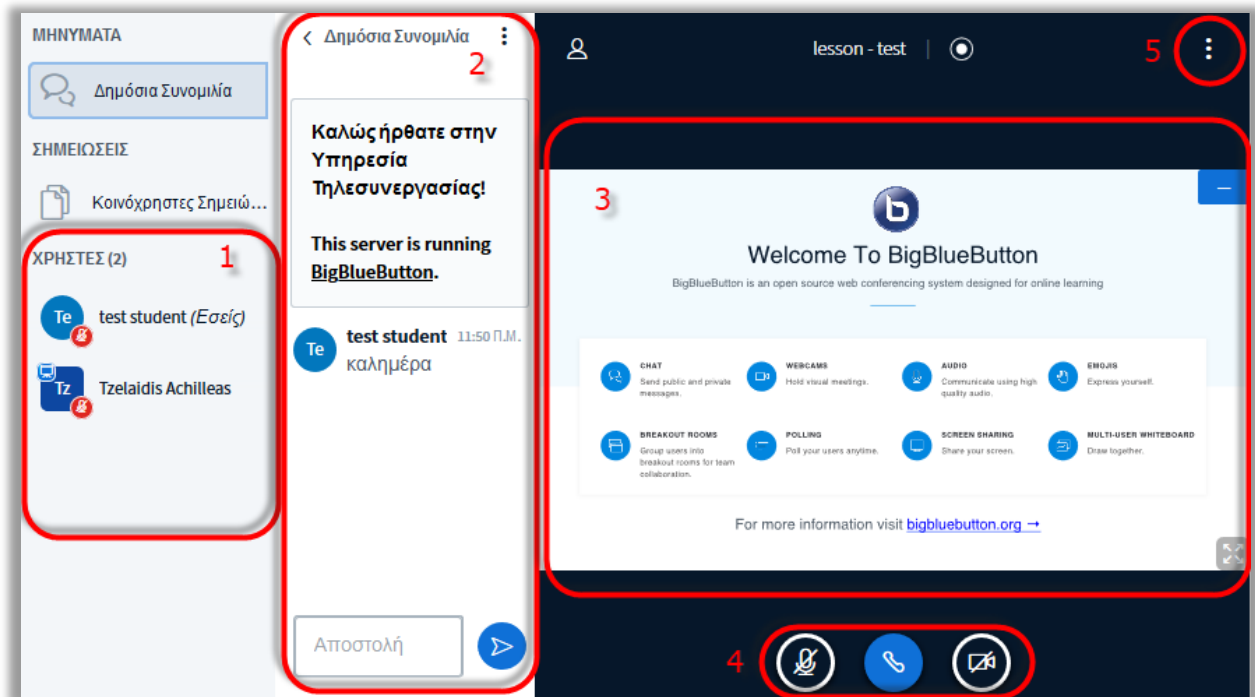 ΜΗΝΥΜΑΤΑ
Δημόσια Συνομιλία
ΣΗΜΕΙΩΣΕΙΣ
Κοινόχρηστες Σημειώ...
ΧΡΗΣΤΕΣ (2)
1
Te
test student (Εσείς)
Tz
Tzelaidis Achilleas
Δημόσια Συνομιλία
2
Καλώς ήρθατε στην
Υπηρεσία
Τηλεσυνεργασίας!
This server is running
BigBlueButton.
Te
test student 11:50 Π.Μ.
καλημέρα
Αποστολή
lesson - test
5
3
b
Welcome To BigBlueButton
BigBlueButton is an open source web conferencing system designed for online learning
CHAT
Send public and private
messages.
WEBCAMS
Hold visual meetings.
AUDIO
Communicate using high
quality audio.
EMOJIS
Express yourself.
BREAKOUT ROOMS
Group users into
breakout rooms for team
collaboration.
POLLING
Poll your users anytime.
SCREEN SHARING
Share your screen.
MULTI-USER WHITEBOARD
Draw together.
For more information visit bigbluebutton.org →
4